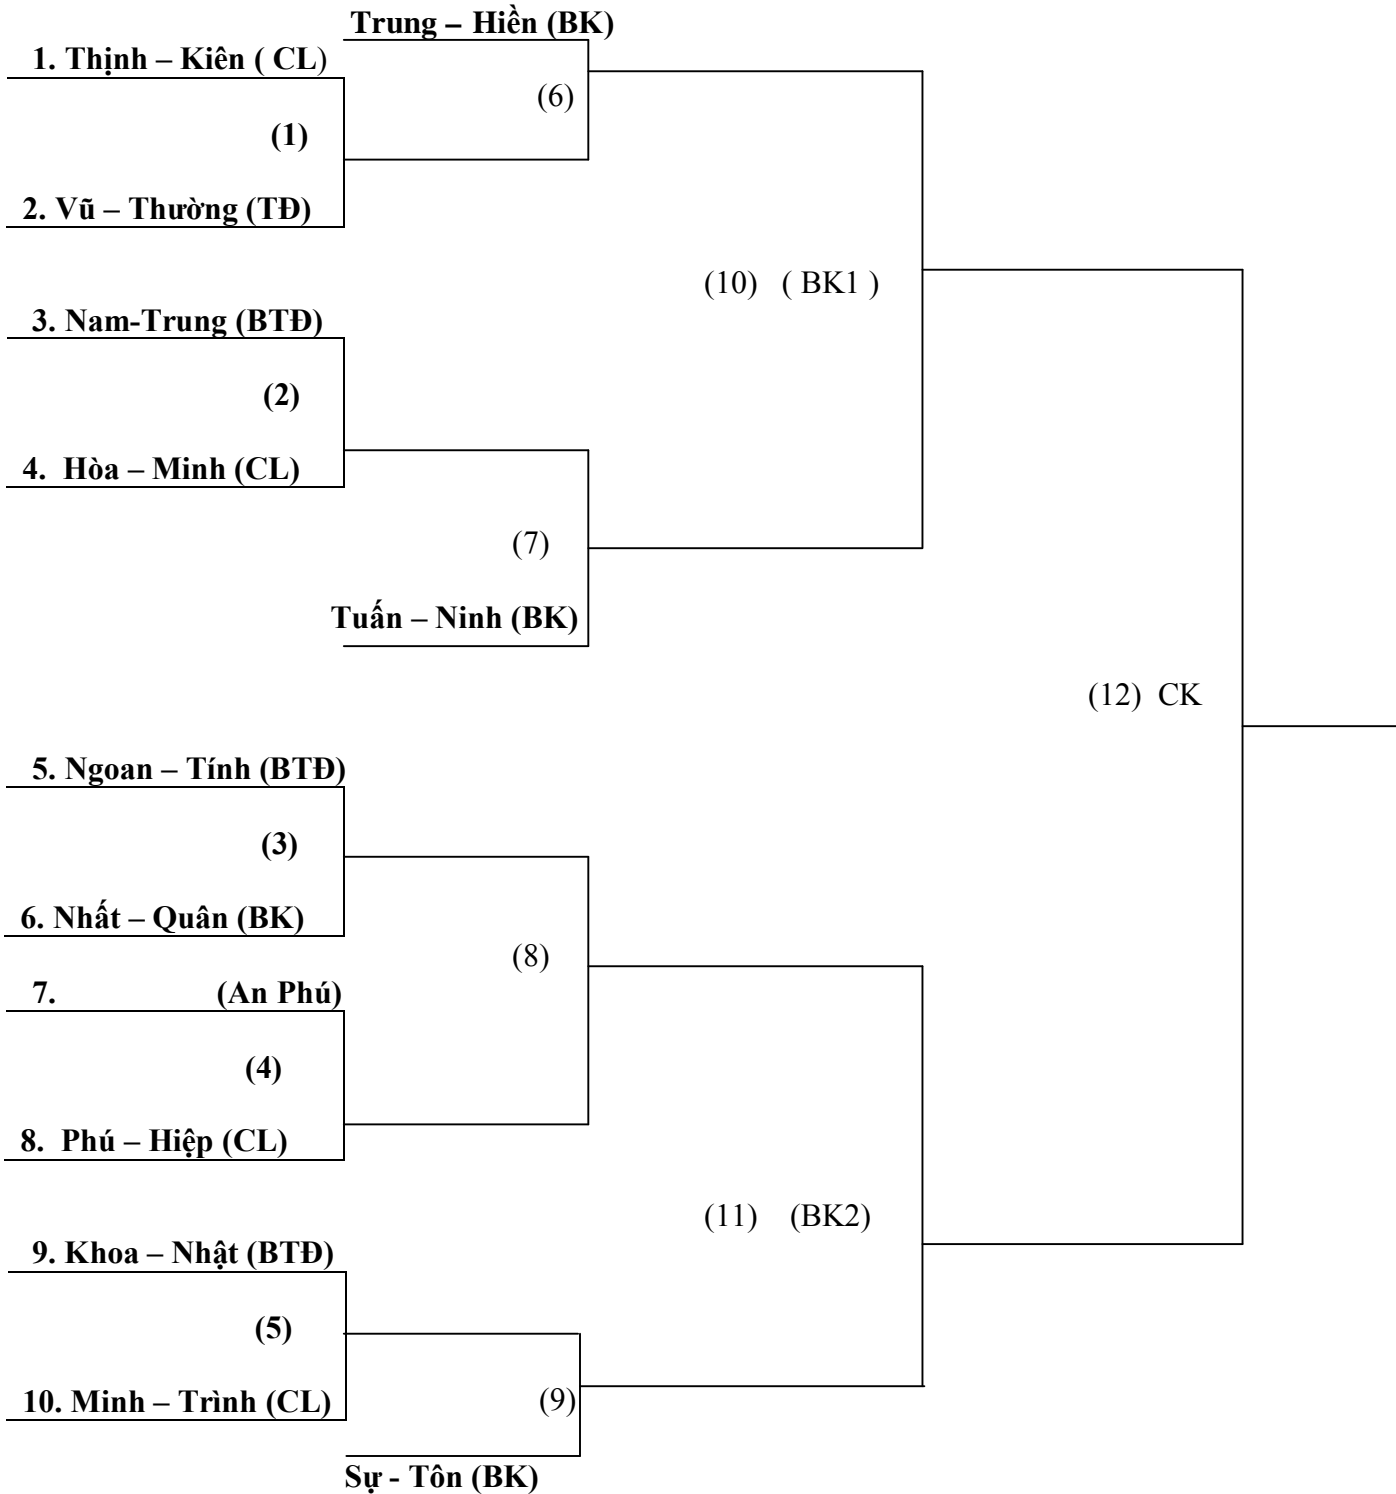 Trung – Hiền (BK)
1. Thịnh – Kiên ( CL)
(6)
(1)
2. Vũ – Thường (TĐ)
(10) ( BK1 )
3. Nam-Trung (BTĐ)
(2)
4. Hòa – Minh (CL)
(7)
Tuấn – Ninh (BK)
(12) CK
5. Ngoan – Tính (BTĐ)
(3)
6. Nhất – Quân (BK)
(8)
7. (An Phú)
(4)
8. Phú – Hiệp (CL)
(11) (BK2)
9. Khoa – Nhật (BTĐ)
(5)
10. Minh – Trình (CL)
(9)
Sự - Tôn (BK)